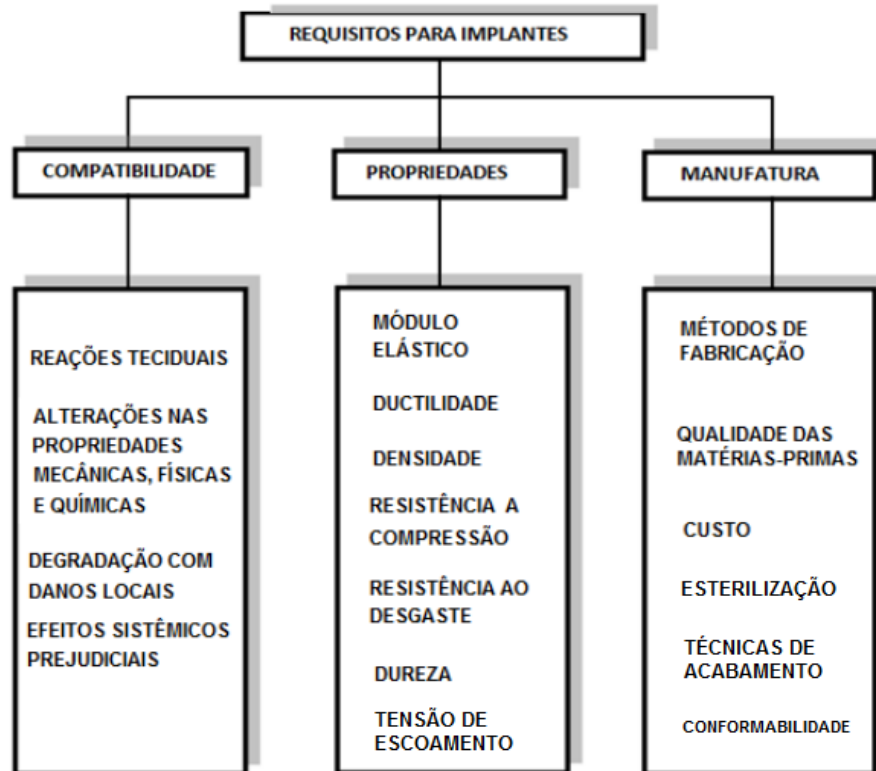 REQUISITOS PARA IMPLANTES
COMPATIBILIDADE
PROPRIEDADES
MANUFATURA
REAÇÕES TECIDUAIS
ALTERAÇÕES NAS
PROPRIEDADES
MECÂNICAS, FÍSICAS
E QUÍMICAS
DEGRADAÇÃO COM
DANOS LOCAIS
EFEITOS SISTÊMICOS
PREJUDICIAIS
MÓDULO
ELÁSTICO
DUCTILIDADE
DENSIDADE
RESISTÊNCIA A
COMPRESSÃO
RESISTÊNCIA AO
DESGASTE
DUREZA
TENSÃO DE
ESCOAMENTO
MÉTODOS DE
FABRICAÇÃO
QUALIDADE DAS
MATÉRIAS-PRIMAS
CUSTO
ESTERILIZAÇÃO
TÉCNICAS DE
ACABAMENTO
CONFORMABILIDADE